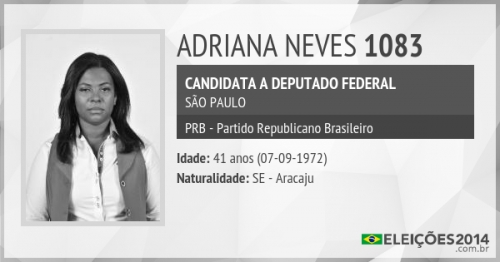 ADRIANA NEVES 1083
CANDIDATA A DEPUTADO FEDERAL
SÃO PAULO
PRB - Partido Republicano Brasileiro
Idade: 41 anos (07-09-1972)
Naturalidade: SE - Aracaju
ELEIÇÕES2014
.com.br